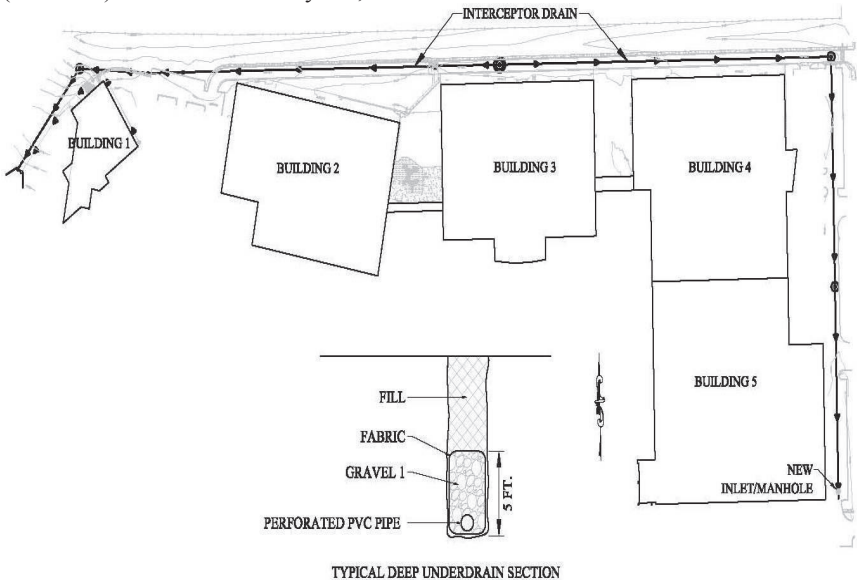 INTERCEPTOR DRAIN
BUILDING 1
BUILDING 2
BUILDING 3
BUILDING 4
BUILDING 5
FILL
FABRIC
GRAVEL 1
PERFORATED PVC PIPE
5 FT.
NEW
INLET/MANHOLE
TYPICAL DEEP UNDERDRAIN SECTION